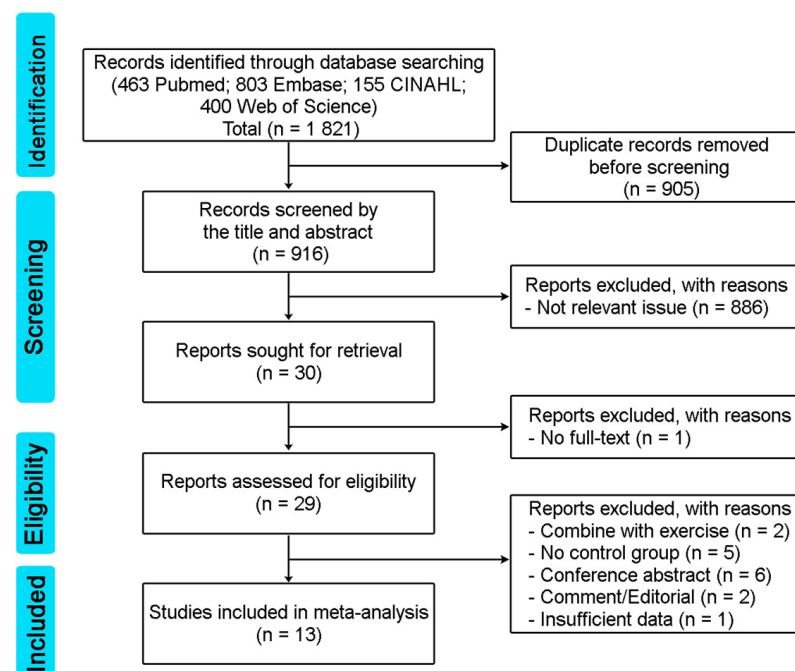 Identification
Records identified through database searching
(463 Pubmed; 803 Embase; 155 CINAHL;
400 Web of Science)
Total (n = 1 821)
Duplicate records removed
before screening
(n = 905)
Screening
Records screened by
the title and abstract
(n = 916)
Reports excluded, with reasons
- Not relevant issue (n = 886)
Reports sought for retrieval
(n = 30)
Reports excluded, with reasons
- No full-text (n = 1)
Eligibility
Reports assessed for eligibility
(n = 29)
Reports excluded, with reasons
- Combine with exercise (n = 2)
- No control group (n = 5)
- Conference abstract (n = 6)
- Comment/Editorial (n = 2)
- Insufficient data (n = 1)
Included
Studies included in meta-analysis
(n = 13)